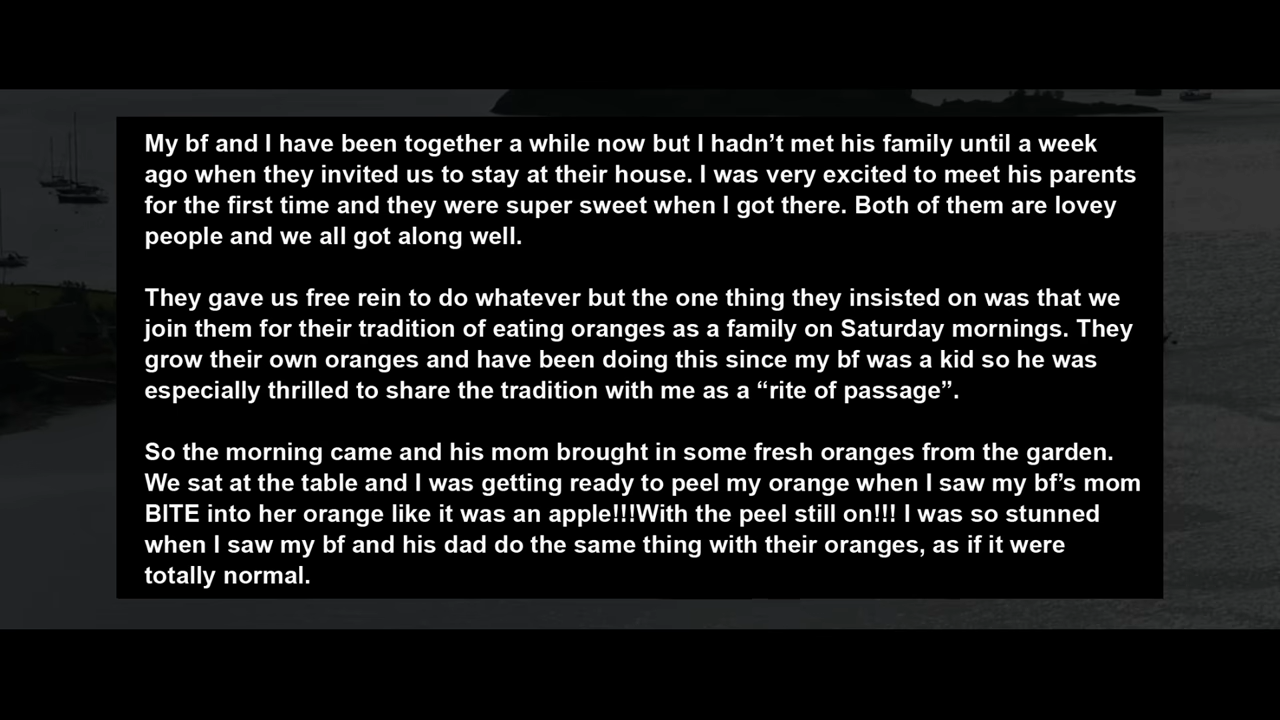 My bf and I have been together a while now but I hadn’t met his family until a week
ago when they invited us to stay at their house. I was very excited to meet his parents
for the first time and they were super sweet when I got there. Both of them are lovey
people and we all got along well.
They gave us free rein to do whatever but the one thing they insisted on was that we
join them for their tradition of eating oranges as a family on Saturday mornings. They
grow their own oranges and have been doing this since my bf was a kid so he was
especially thrilled to share the tradition with me as a “rite of passage”.
So the morning came and his mom brought in some fresh oranges from the garden.
We sat at the table and I was getting ready to peel my orange when I saw my bf’s mom
BITE into her orange like it was an apple!!!With the peel still on!!! I was so stunned
when I saw my bf and his dad do the same thing with their oranges, as if it were
totally normal.